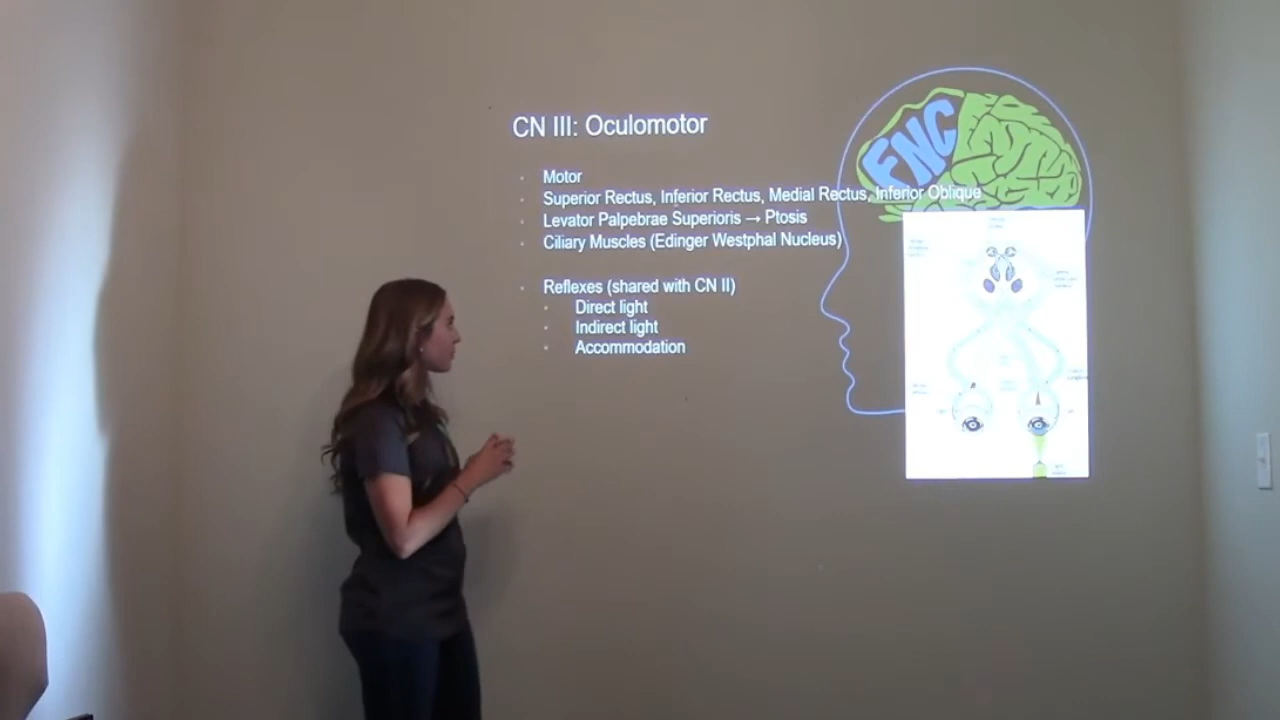 FNC
CN III: Oculomotor
Motor
Superior Rectus, Inferior Rectus, Medial Rectus, Inferior Oblique
Levator Palpebrae Superioris → Ptosis
Ciliary Muscles (Edinger Westphal Nucleus)
Reflexes (shared with CN II)
Direct light
Indirect light
Accommodation